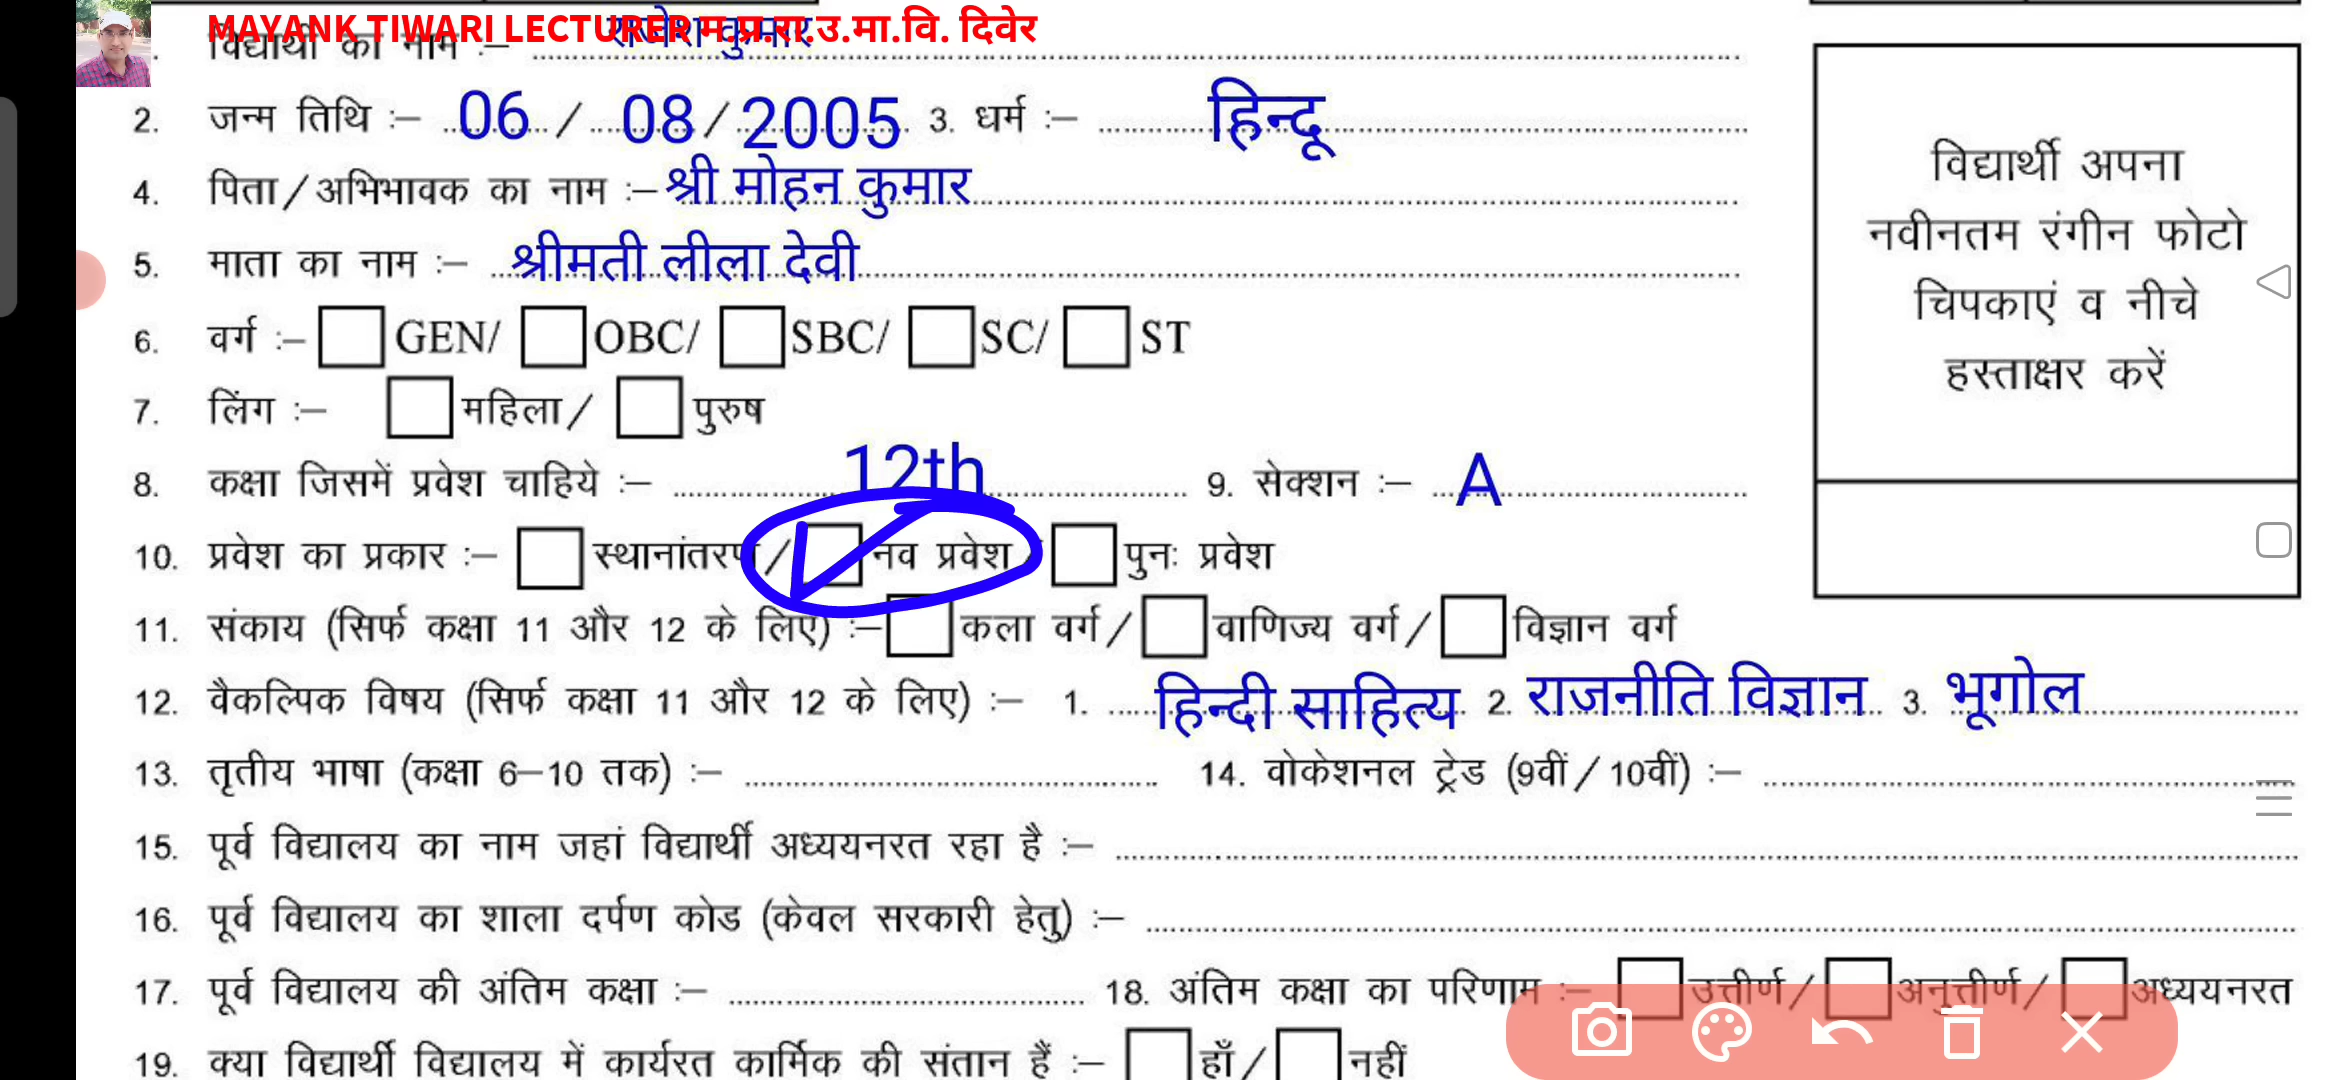 MAYANK TIWARI LECTURER म.प्र.रा.उ.मा.वि. दिवेर
विद्यार्थी का नाम :– राजेश कुमार
2. जन्म तिथि :– 06 / 08 / 2005 3. धर्म :– हिन्दू
4. पिता/अभिभावक का नाम :– श्री मोहन कुमार
5. माता का नाम :– श्रीमती लीला देवी
6. वर्ग :– GEN/ OBC/ SBC/ SC/ ST
7. लिंग :– महिला/ पुरुष
8. कक्षा जिसमें प्रवेश चाहिये :– 12th 9. सेक्शन :– A
10. प्रवेश का प्रकार :– स्थानांतरण/ नव प्रवेश/ पुनः प्रवेश
11. संकाय (सिर्फ कक्षा 11 और 12 के लिए) :– कला वर्ग/ वाणिज्य वर्ग/ विज्ञान वर्ग
12. वैकल्पिक विषय (सिर्फ कक्षा 11 और 12 के लिए) :– 1. हिन्दी साहित्य 2. राजनीति विज्ञान 3. भूगोल
13. तृतीय भाषा (कक्षा 6–10 तक) :– 14. वोकेशनल ट्रेड (9वीं/10वीं) :–
15. पूर्व विद्यालय का नाम जहां विद्यार्थी अध्ययनरत रहा है :–
16. पूर्व विद्यालय का शाला दर्पण कोड (केवल सरकारी हेतु) :–
17. पूर्व विद्यालय की अंतिम कक्षा :– 18. अंतिम कक्षा का परिणाम :– उत्तीर्ण/ अनुत्तीर्ण/ अध्ययनरत
19. क्या विद्यार्थी विद्यालय में कार्यरत कार्मिक की संतान हैं :– हाँ/ नहीं
विद्यार्थी अपना
नवीनतम रंगीन फोटो
चिपकाएं व नीचे
हस्ताक्षर करें